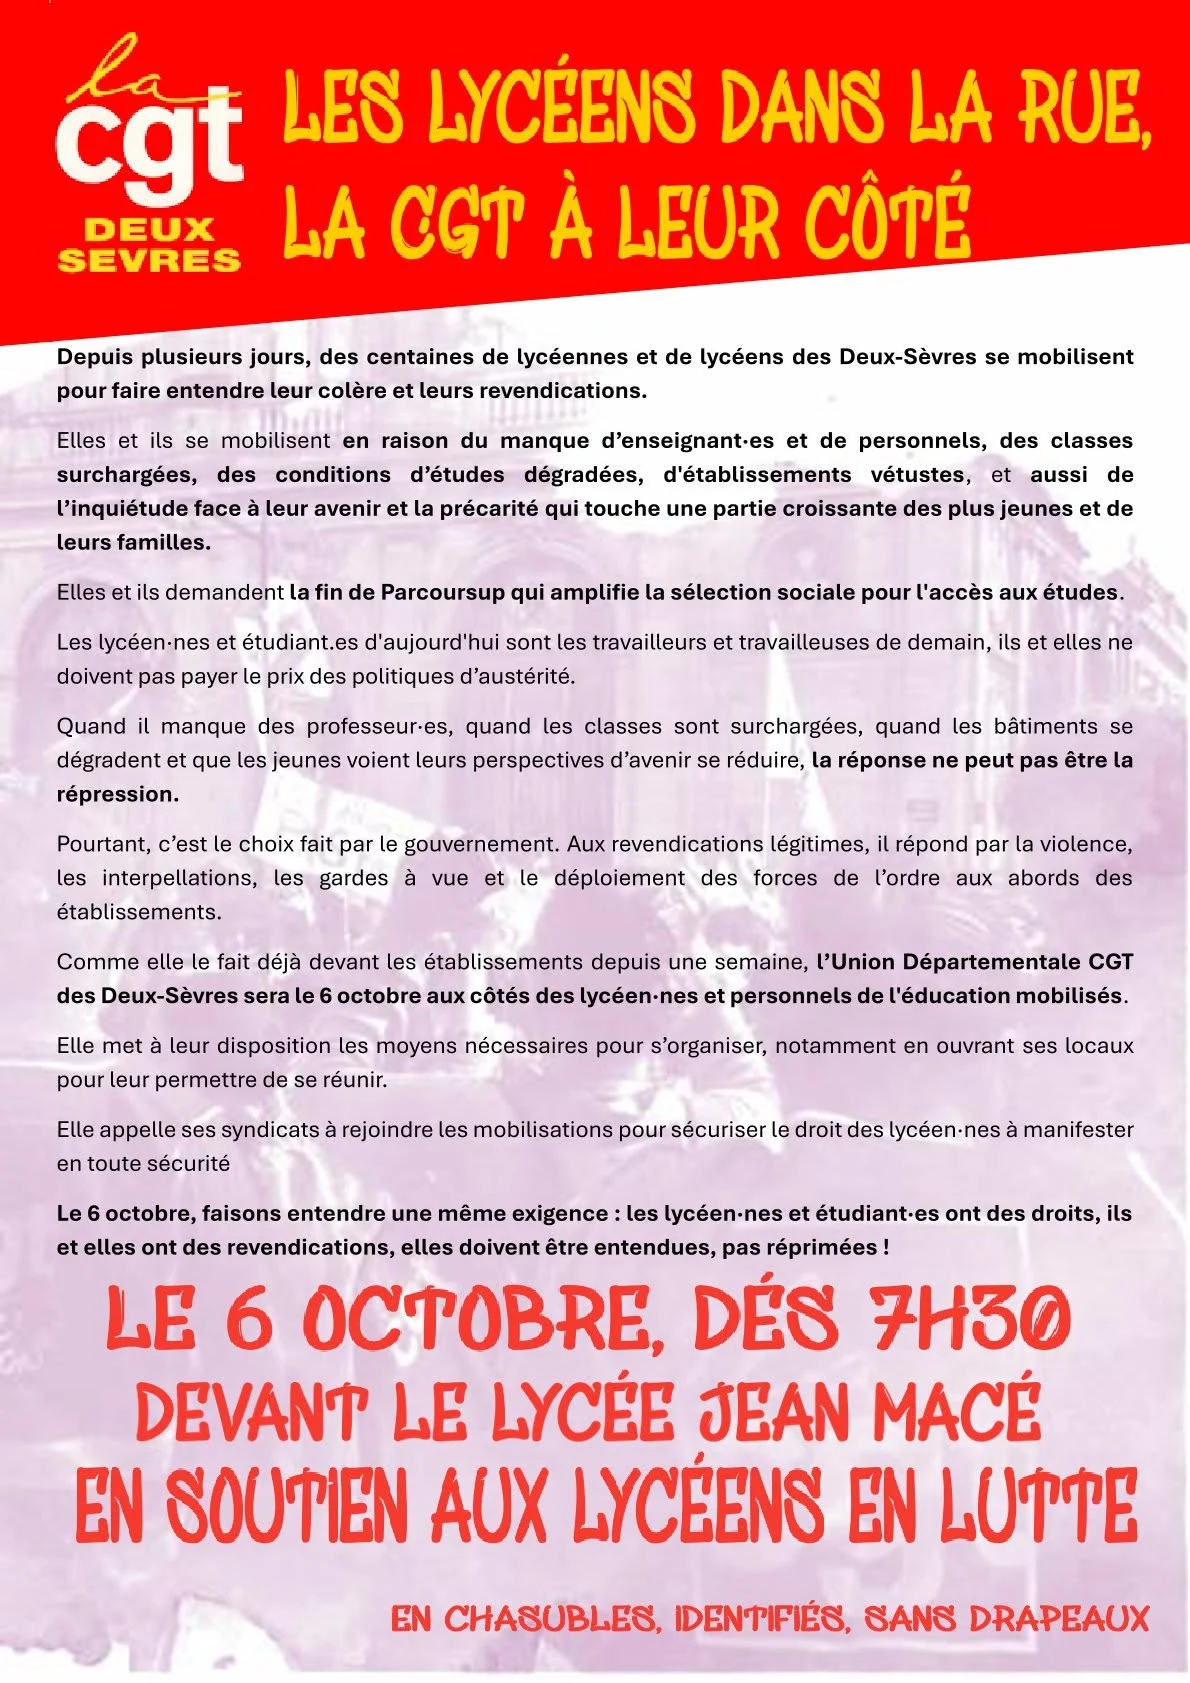 la
cgt
DEUX
SEVRES
LES LYCÉENS DANS LA RUE,
LA CGT À LEUR CÔTÉ
Depuis plusieurs jours, des centaines de lycéennes et de lycéens des Deux-Sèvres se mobilisent
pour faire entendre leur colère et leurs revendications.
Elles et ils se mobilisent en raison du manque d’enseignant·es et de personnels, des classes
surchargées, des conditions d’études dégradées, d'établissements vétustes, et aussi de
l’inquiétude face à leur avenir et la précarité qui touche une partie croissante des plus jeunes et de
leurs familles.
Elles et ils demandent la fin de Parcoursup qui amplifie la sélection sociale pour l'accès aux études.
Les lycéen·nes et étudiant.es d'aujourd'hui sont les travailleurs et travailleuses de demain, ils et elles ne
doivent pas payer le prix des politiques d’austérité.
Quand il manque des professeur·es, quand les classes sont surchargées, quand les bâtiments se
dégradent et que les jeunes voient leurs perspectives d’avenir se réduire, la réponse ne peut pas être la
répression.
Pourtant, c’est le choix fait par le gouvernement. Aux revendications légitimes, il répond par la violence,
les interpellations, les gardes à vue et le déploiement des forces de l’ordre aux abords des
établissements.
Comme elle le fait déjà devant les établissements depuis une semaine, l’Union Départementale CGT
des Deux-Sèvres sera le 6 octobre aux côtés des lycéen·nes et personnels de l'éducation mobilisés.
Elle met à leur disposition les moyens nécessaires pour s’organiser, notamment en ouvrant ses locaux
pour leur permettre de se réunir.
Elle appelle ses syndicats à rejoindre les mobilisations pour sécuriser le droit des lycéen·nes à manifester
en toute sécurité
Le 6 octobre, faisons entendre une même exigence : les lycéen·nes et étudiant·es ont des droits, ils
et elles ont des revendications, elles doivent être entendues, pas réprimées !
LE 6 OCTOBRE, DÉS 7H30
DEVANT LE LYCÉE JEAN MACÉ
EN SOUTIEN AUX LYCÉENS EN LUTTE
EN CHASUBLES, IDENTIFIÉS, SANS DRAPEAUX